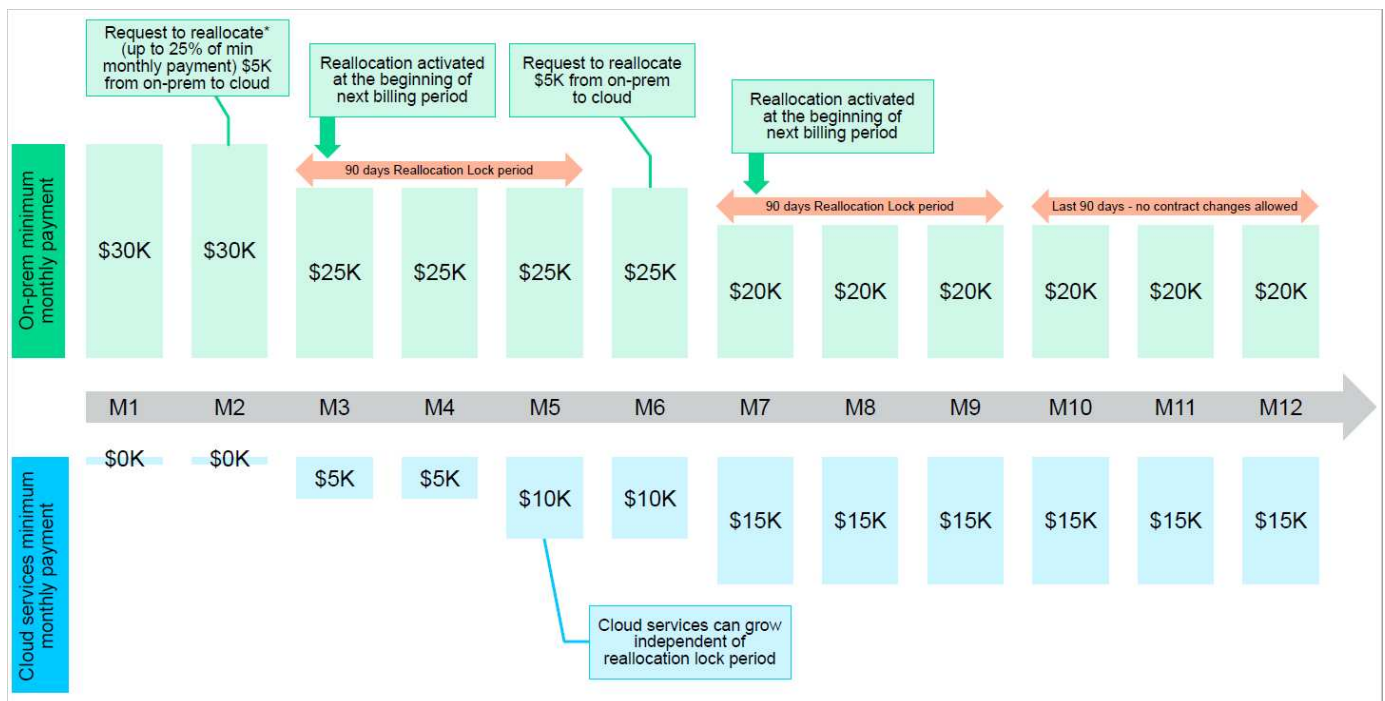 Request to reallocate*
(up to 25% of min
monthly payment) $5K
from on-prem to cloud
Reallocation activated
at the beginning of
next billing period
Request to reallocate
$5K from on-prem
to cloud
Reallocation activated
at the beginning of
next billing period
90 days Reallocation Lock period
90 days Reallocation Lock period
Last 90 days - no contract changes allowed
On-prem minimum
monthly payment
$30K $30K $25K $25K $25K $25K $20K $20K $20K $20K $20K $20K
M1 M2 M3 M4 M5 M6 M7 M8 M9 M10 M11 M12
Cloud services minimum
monthly payment
$0K $0K $5K $5K $10K $10K $15K $15K $15K $15K $15K $15K
Cloud services can grow
independent of
reallocation lock period